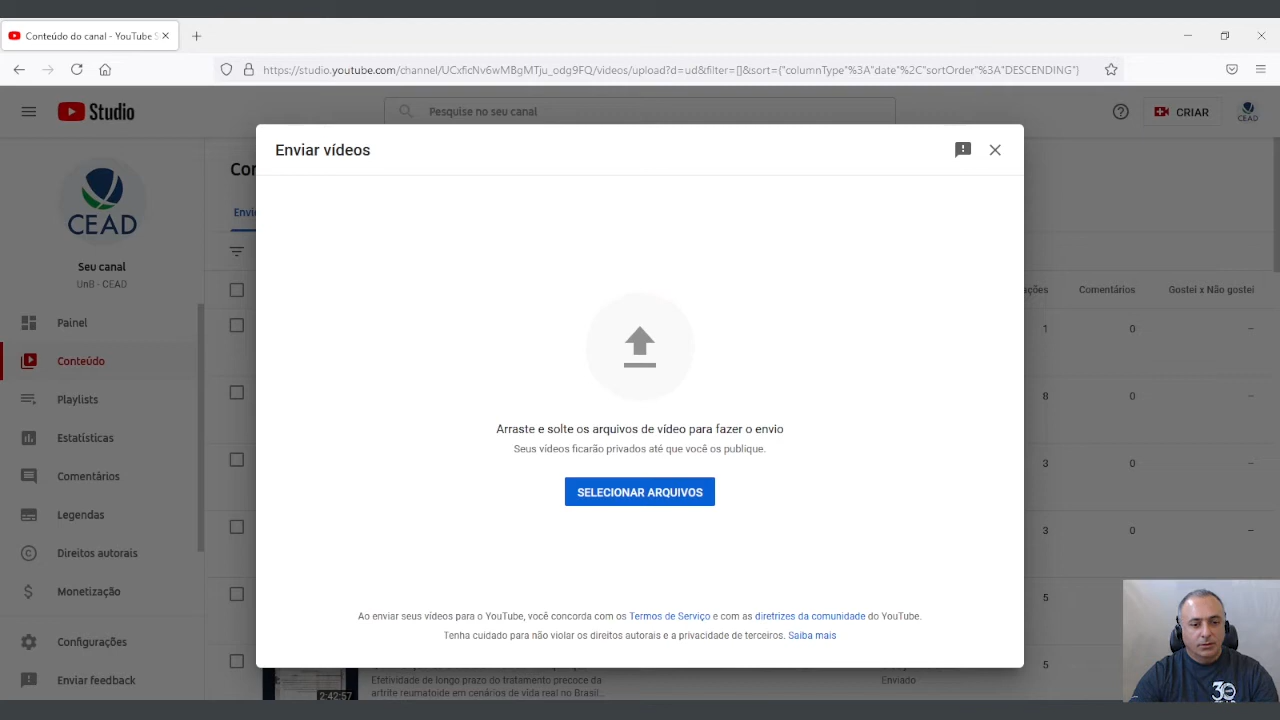 Conteúdo do canal - YouTube S
https://studio.youtube.com/channel/UCxficNv6wMBgMTju_odg9FQ/videos/upload?d=ud&filter=[]&sort={"columnType"%3A"date"%2C"sortOrder"%3A"DESCENDING"}
Studio
Pesquise no seu canal
CRIAR
CEAD
CEAD
Seu canal
UnB - CEAD
Painel
Conteúdo
Playlists
Estatísticas
Comentários
Legendas
Direitos autorais
Monetização
Configurações
Enviar feedback
Enviar vídeos
Arraste e solte os arquivos de vídeo para fazer o envio
Seus vídeos ficarão privados até que você os publique.
SELECIONAR ARQUIVOS
Ao enviar seus vídeos para o YouTube, você concorda com os Termos de Serviço e com as diretrizes da comunidade do YouTube.
Tenha cuidado para não violar os direitos autorais e a privacidade de terceiros. Saiba mais
Comentários Gostei x Não gostei
1 0 –
8 0 –
3 0 –
3 0 –
5
5
2:42:57
Efetividade de longo prazo do tratamento precoce da
artrite reumatoide em cenários de vida real no Brasil...
Enviado
30